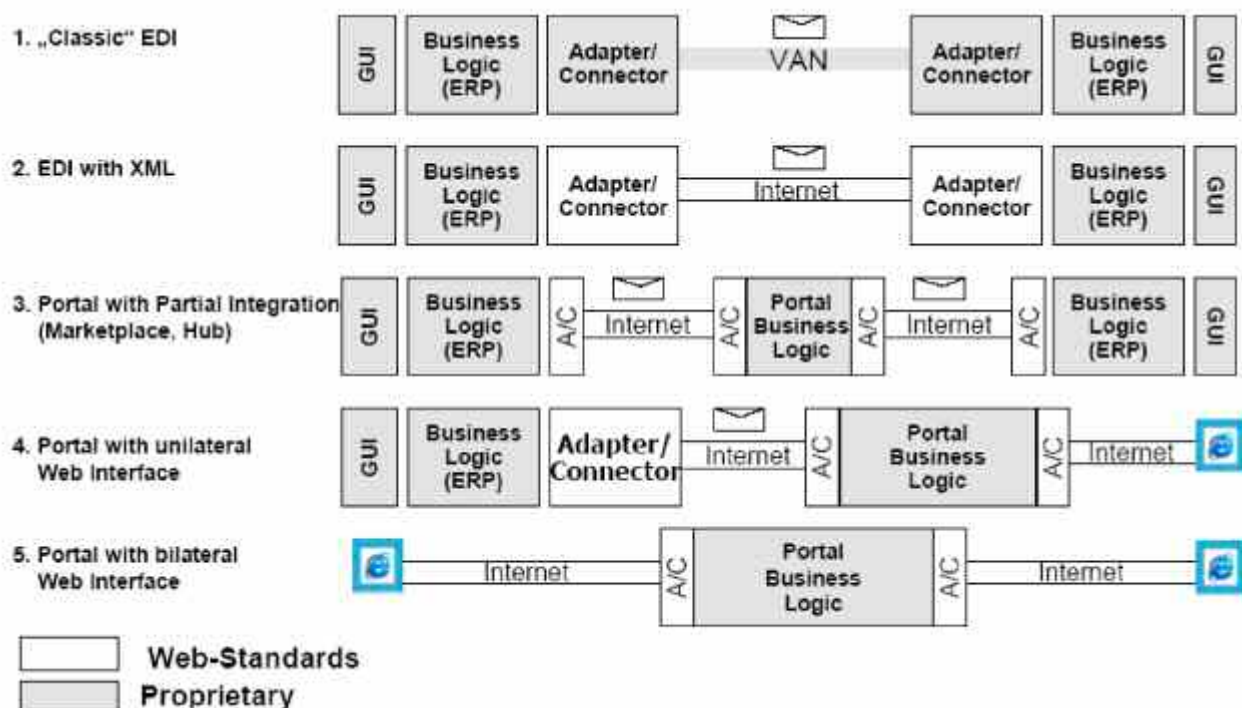 1. „Classic“ EDI
GUI
Business
Logic
(ERP)
Adapter/
Connector
VAN
Adapter/
Connector
Business
Logic
(ERP)
GUI
2. EDI with XML
GUI
Business
Logic
(ERP)
Adapter/
Connector
Internet
Adapter/
Connector
Business
Logic
(ERP)
GUI
3. Portal with Partial Integration
(Marketplace, Hub)
GUI
Business
Logic
(ERP)
A/C
Internet
A/C
Portal
Business
Logic
A/C
Internet
A/C
Business
Logic
(ERP)
GUI
4. Portal with unilateral
Web Interface
GUI
Business
Logic
(ERP)
Adapter/
Connector
Internet
A/C
Portal
Business
Logic
A/C
Internet
5. Portal with bilateral
Web Interface
Internet
A/C
Portal
Business
Logic
A/C
Internet
Web-Standards
Proprietary